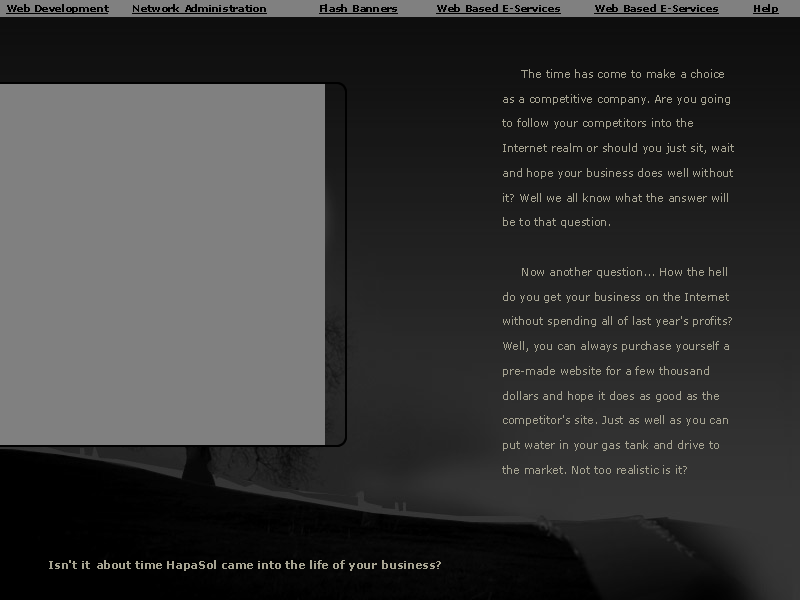 Web Development Network Administration Flash Banners Web Based E-Services Web Based E-Services Help
The time has come to make a choice
as a competitive company. Are you going
to follow your competitors into the
Internet realm or should you just sit, wait
and hope your business does well without
it? Well we all know what the answer will
be to that question.
Now another question... How the hell
do you get your business on the Internet
without spending all of last year's profits?
Well, you can always purchase yourself a
pre-made website for a few thousand
dollars and hope it does as good as the
competitor's site. Just as well as you can
put water in your gas tank and drive to
the market. Not too realistic is it?
Isn't it about time HapaSol came into the life of your business?